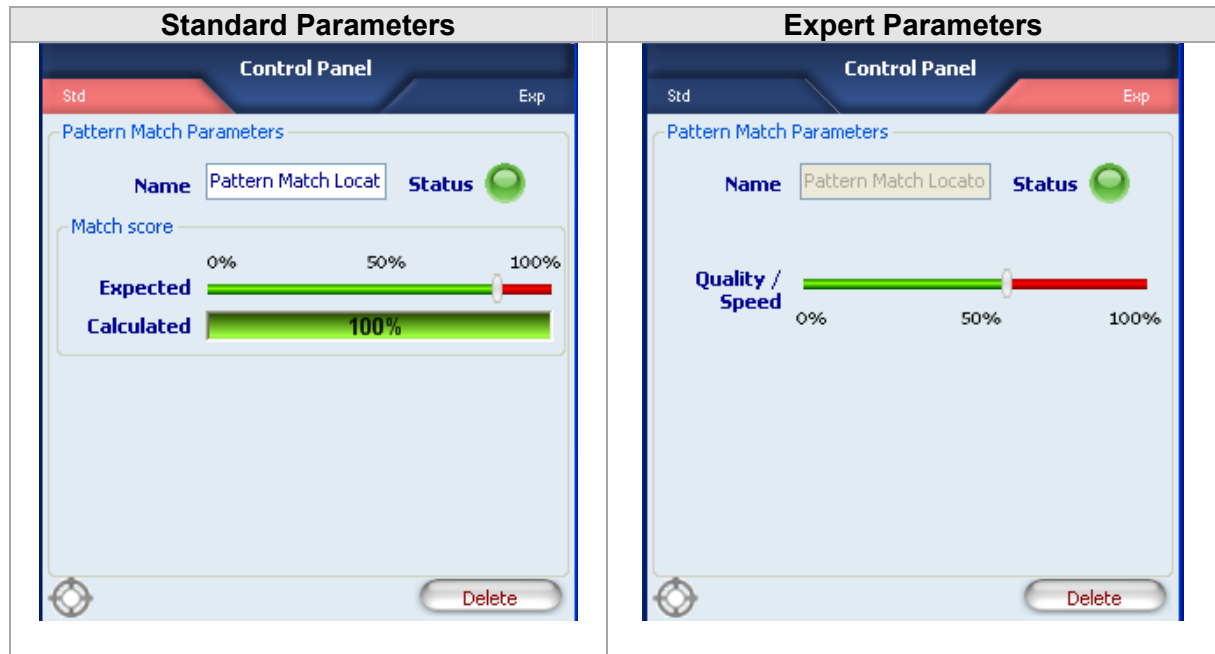 Standard Parameters
Control Panel
Std
Exp
Pattern Match Parameters
Name
Pattern Match Locat
Status
Match score
0% 50% 100%
Expected
Calculated
100%
Delete
Expert Parameters
Control Panel
Std
Exp
Pattern Match Parameters
Name
Pattern Match Locato
Status
Quality /
Speed
0% 50% 100%
Delete